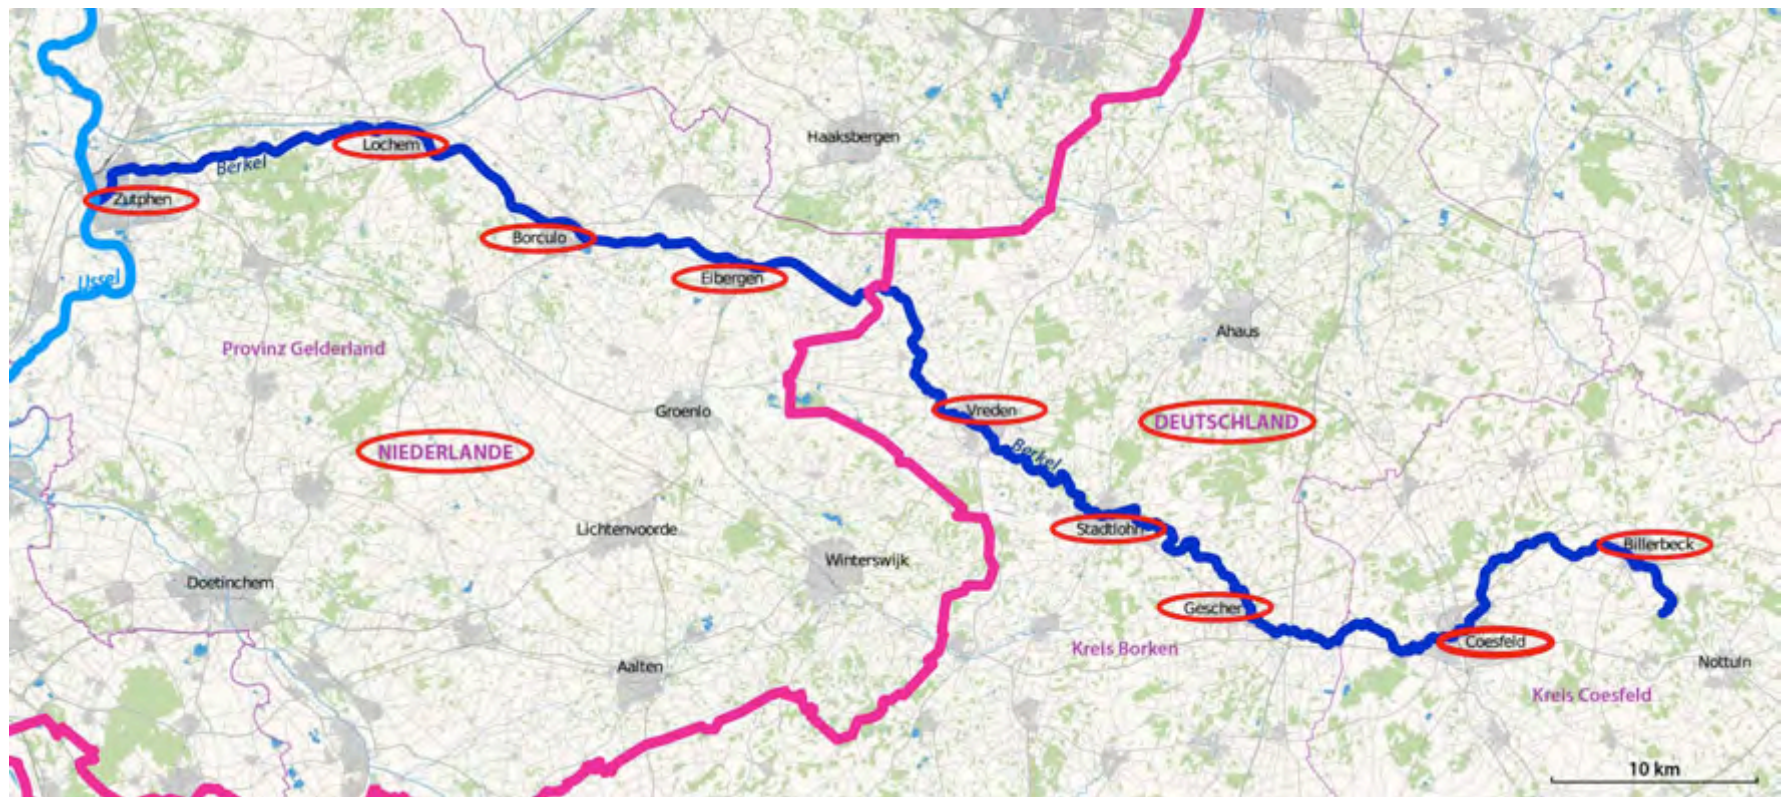 Haaksbergen
Lochem
Berkel
Zutphen
Borculo
Eibergen
IJssel
Ahaus
Provinz Gelderland
Groenlo
Vreden
DEUTSCHLAND
NIEDERLANDE
Berkel
Lichtenvoorde
Stadtlohn
Billerbeck
Winterswijk
Doetinchem
Gescher
Coesfeld
Kreis Borken
Aalten
Nottuln
Kreis Coesfeld
10 km